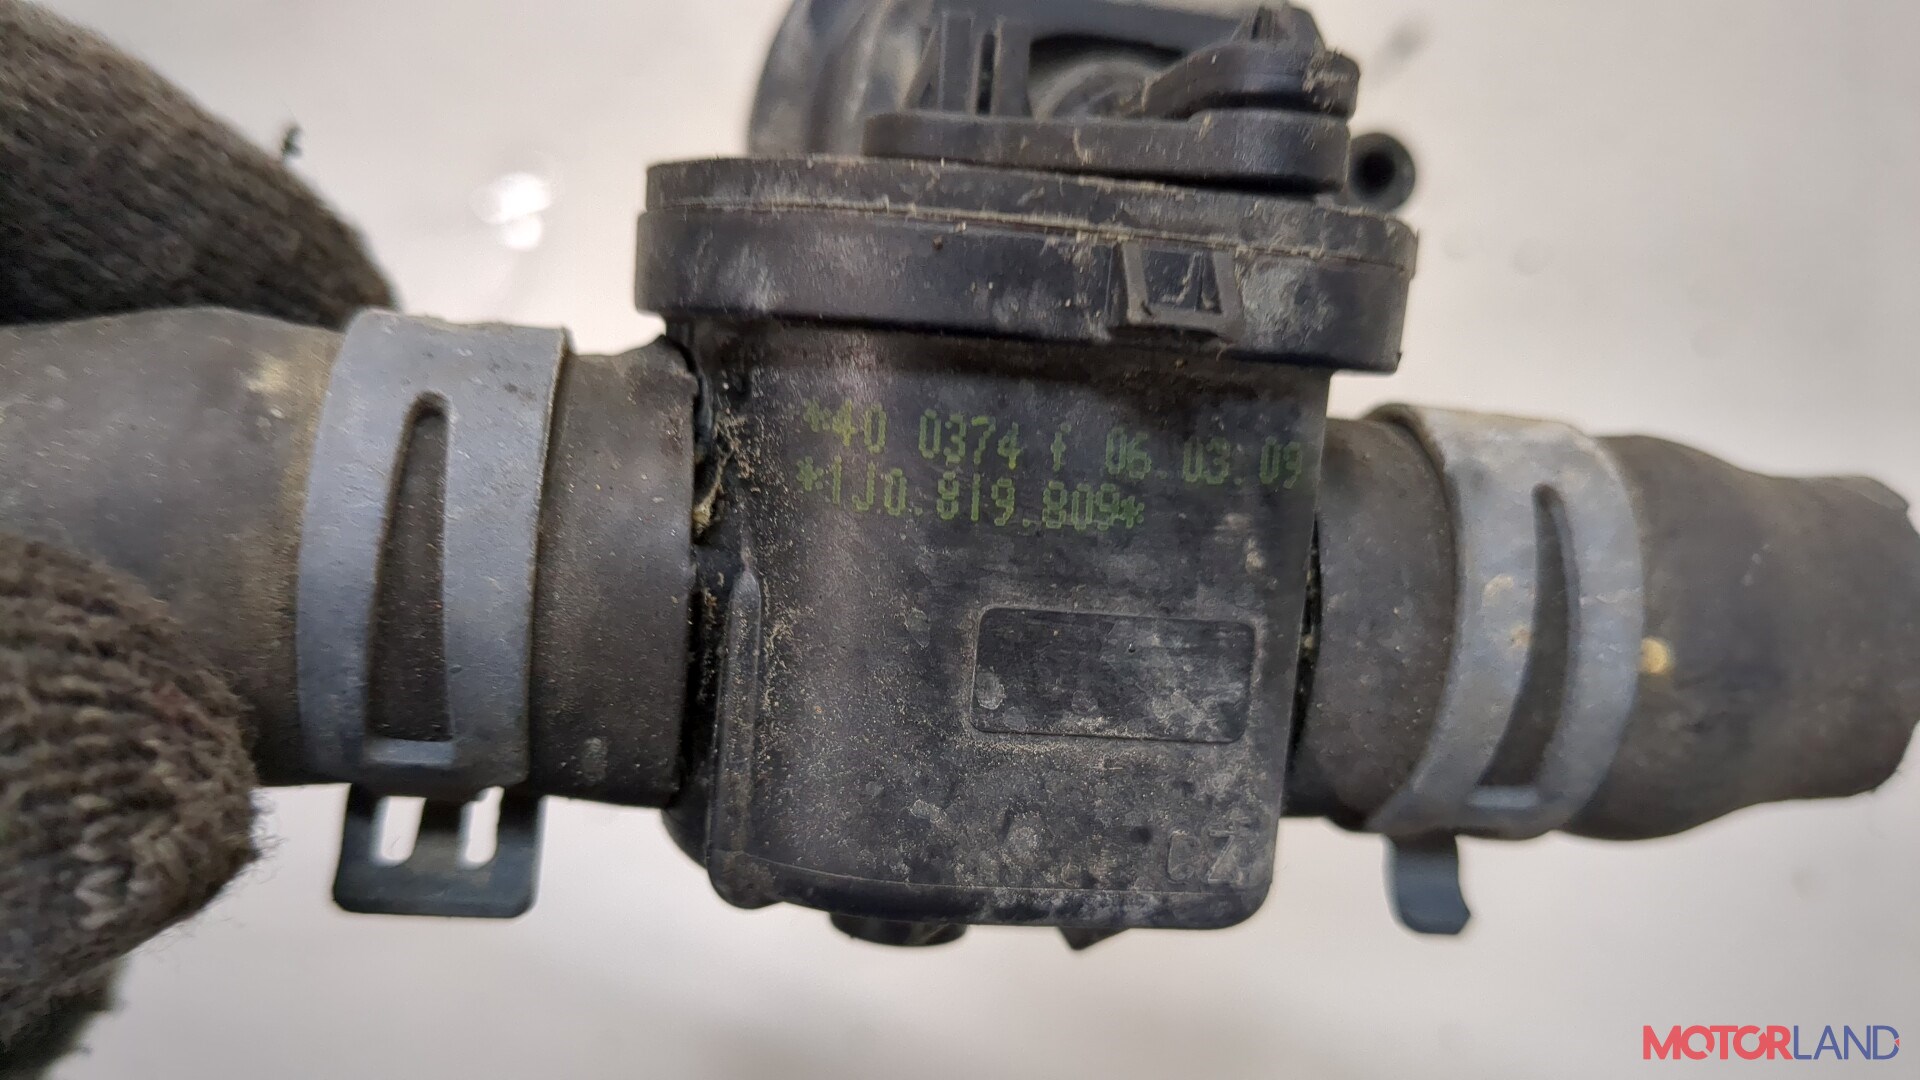 *40 0374 f 06.03.09
*1J0.819.809*
CZ
MOTORLAND